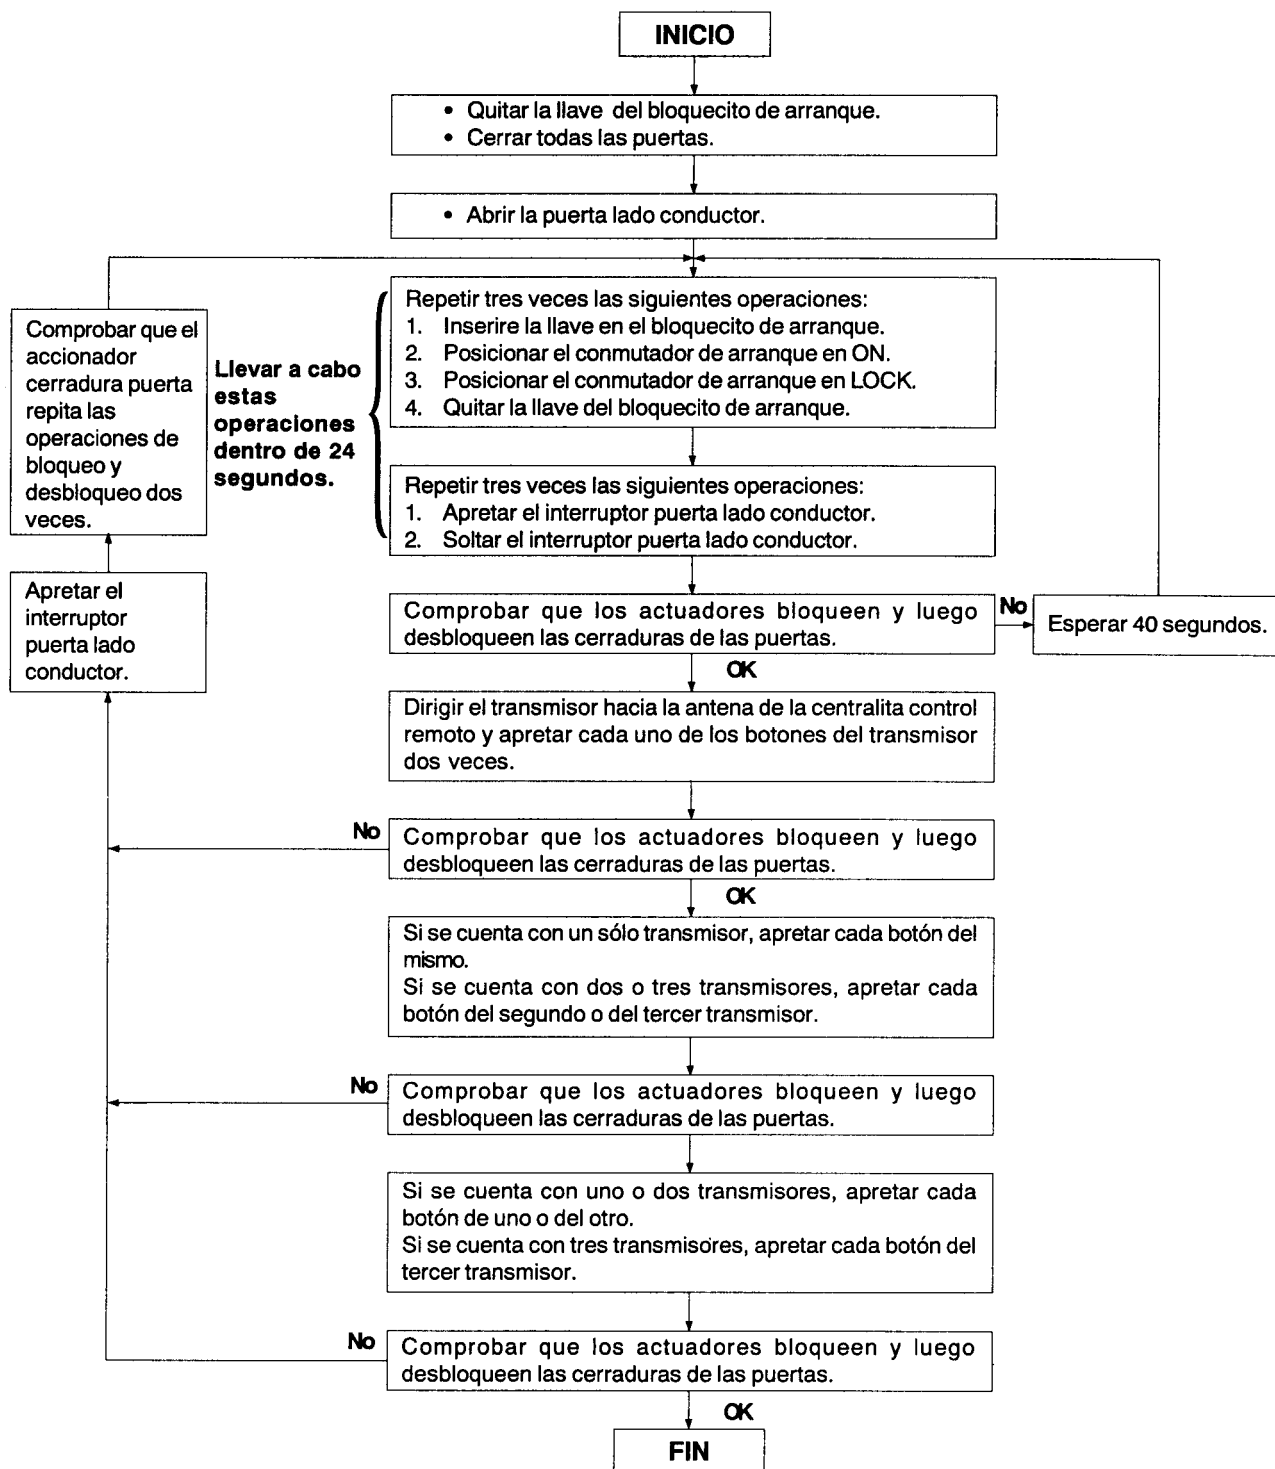 INICIO
• Quitar la llave del bloquecito de arranque.
• Cerrar todas las puertas.
• Abrir la puerta lado conductor.
Comprobar que el
accionador
cerradura puerta
repita las
operaciones de
bloqueo y
desbloqueo dos
veces.
Llevar a cabo
estas
operaciones
dentro de 24
segundos.
Repetir tres veces las siguientes operaciones:
1. Inserire la llave en el bloquecito de arranque.
2. Posicionar el conmutador de arranque en ON.
3. Posicionar el conmutador de arranque en LOCK.
4. Quitar la llave del bloquecito de arranque.
Repetir tres veces las siguientes operaciones:
1. Apretar el interruptor puerta lado conductor.
2. Soltar el interruptor puerta lado conductor.
Apretar el
interruptor
puerta lado
conductor.
Comprobar que los actuadores bloqueen y luego
desbloqueen las cerraduras de las puertas.
No
Esperar 40 segundos.
OK
Dirigir el transmisor hacia la antena de la centralita control
remoto y apretar cada uno de los botones del transmisor
dos veces.
No
Comprobar que los actuadores bloqueen y luego
desbloqueen las cerraduras de las puertas.
OK
Si se cuenta con un sólo transmisor, apretar cada botón del
mismo.
Si se cuenta con dos o tres transmisores, apretar cada
botón del segundo o del tercer transmisor.
No
Comprobar que los actuadores bloqueen y luego
desbloqueen las cerraduras de las puertas.
Si se cuenta con uno o dos transmisores, apretar cada
botón de uno o del otro.
Si se cuenta con tres transmisores, apretar cada botón del
tercer transmisor.
No
Comprobar que los actuadores bloqueen y luego
desbloqueen las cerraduras de las puertas.
OK
FIN